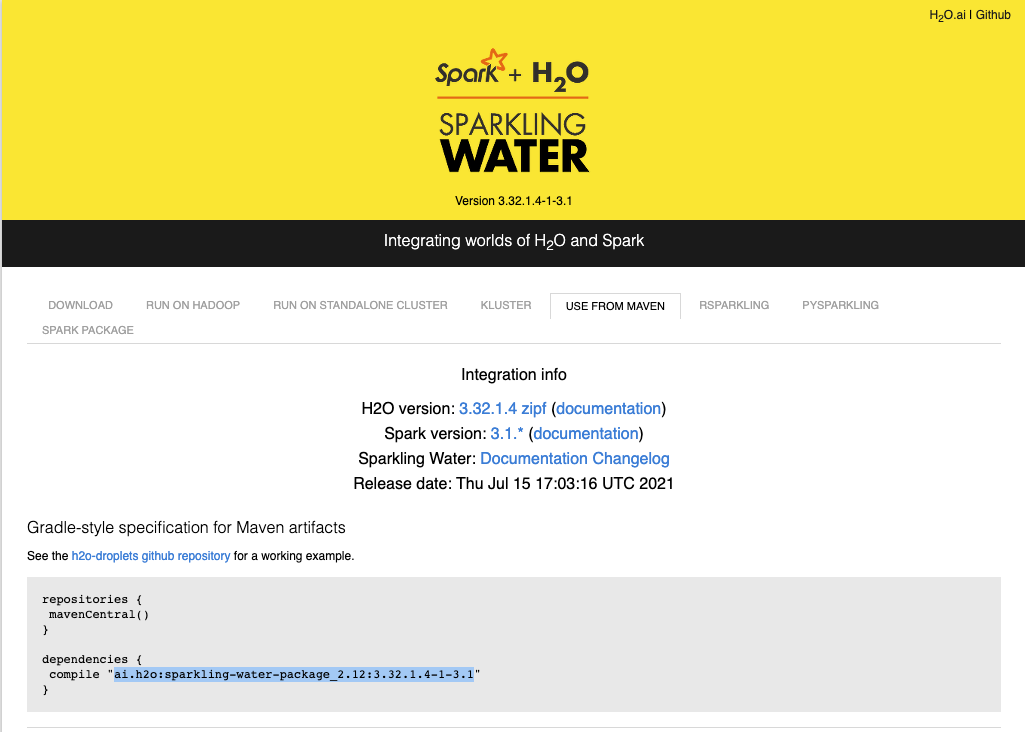 H2O.ai | Github
Spark + H2O
SPARKLING
WATER
Version 3.32.1.4-1-3.1
Integrating worlds of H2O and Spark
DOWNLOAD RUN ON HADOOP RUN ON STANDALONE CLUSTER KLUSTER USE FROM MAVEN RSPARKLING PYSPARKLING
SPARK PACKAGE
Integration info
H2O version: 3.32.1.4 zipf (documentation)
Spark version: 3.1.* (documentation)
Sparkling Water: Documentation Changelog
Release date: Thu Jul 15 17:03:16 UTC 2021
Gradle-style specification for Maven artifacts
See the h2o-droplets github repository for a working example.
repositories {
 mavenCentral()
}
dependencies {
 compile "ai.h2o:sparkling-water-package_2.12:3.32.1.4-1-3.1"
}